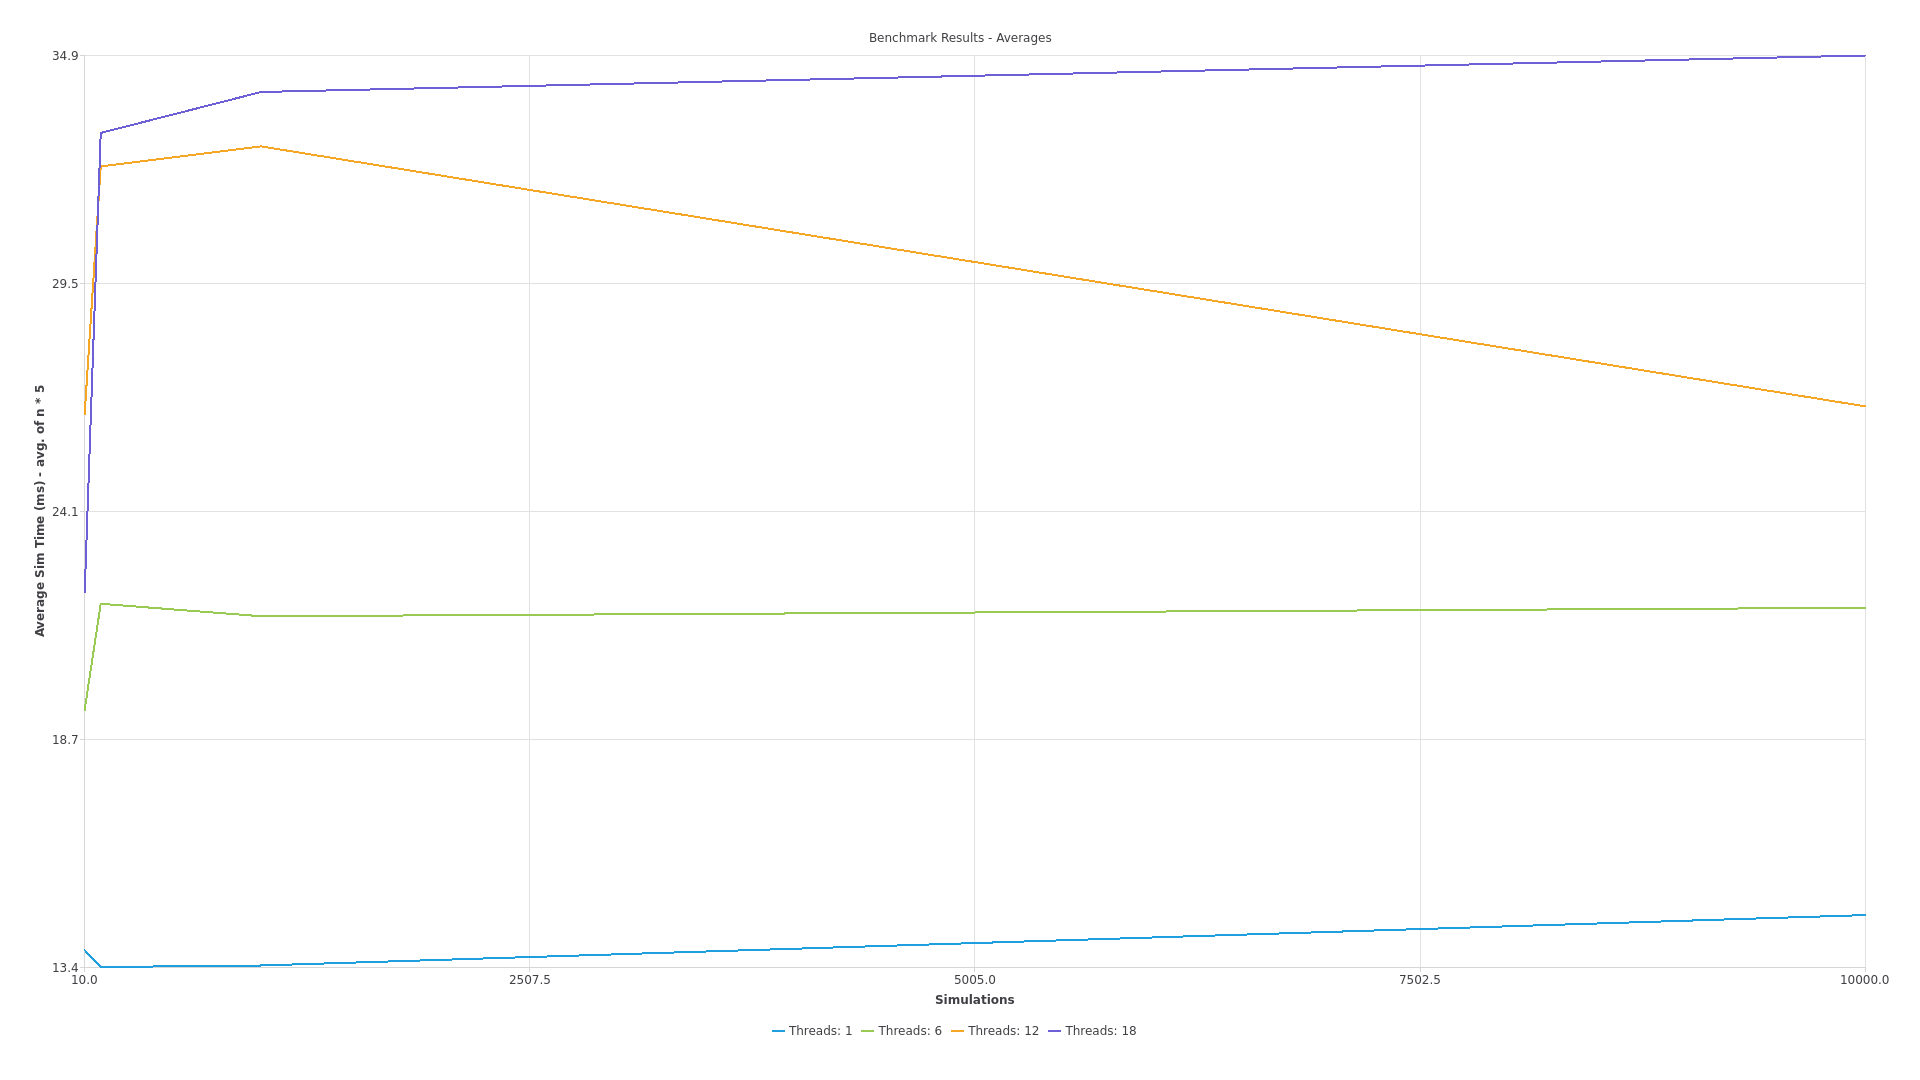 Benchmark Results - Averages
34.9
29.5
24.1
18.7
13.4
Average Sim Time (ms) - avg. of n * 5
10.0 2507.5 5005.0 7502.5 10000.0
Simulations
Threads: 1 Threads: 6 Threads: 12 Threads: 18